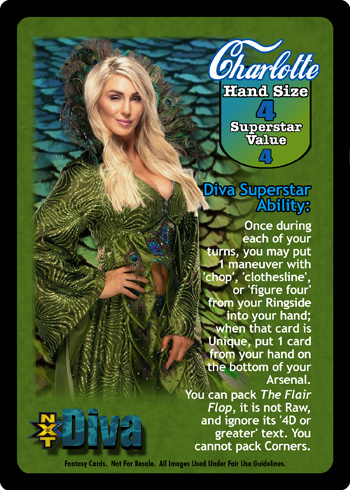 Charlotte
Hand Size
4
Superstar
Value
4
Diva Superstar
Ability:
Once during
each of your
turns, you may put
1 maneuver with
'chop', 'clothesline',
or 'figure four'
from your Ringside
into your hand;
when that card is
Unique, put 1 card
from your hand on
the bottom of your
Arsenal.
You can pack The Flair
Flop, it is not Raw,
and ignore its '4D or
greater' text. You
cannot pack Corners.
NXT
Diva
Fantasy Cards. Not For Resale. All Images Used Under Fair Use Guidelines.